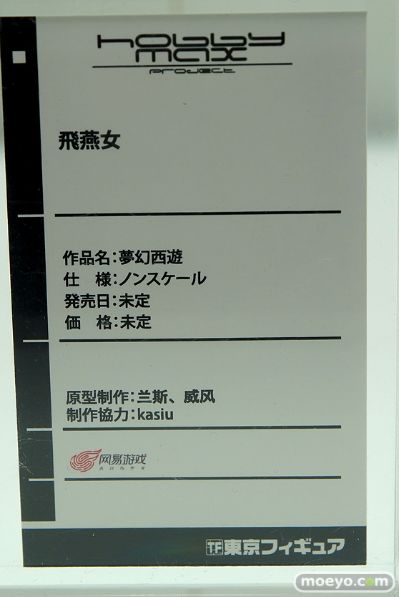 hobby
max
project
飛燕女
作品名：夢幻西遊
仕　様：ノンスケール
発売日：未定
価　格：未定
原型制作：兰斯、威风
制作協力：kasiu
网易游戏
TF 東京フィギュア
moeyo.com